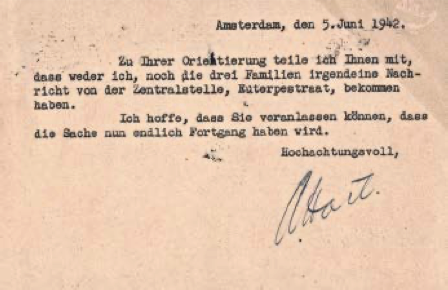 Amsterdam, den 5.Juni 1942.
Zu Ihrer Orientierung teile ich Ihnen mit,
dass weder ich, noch die drei Familien irgendeine Nach-
richt von der Zentralstelle, Euterpestraat, bekommen
haben.
Ich hoffe, dass Sie veranlassen können, dass
die Sache nun endlich Fortgang haben wird.
Hochachtungsvoll,